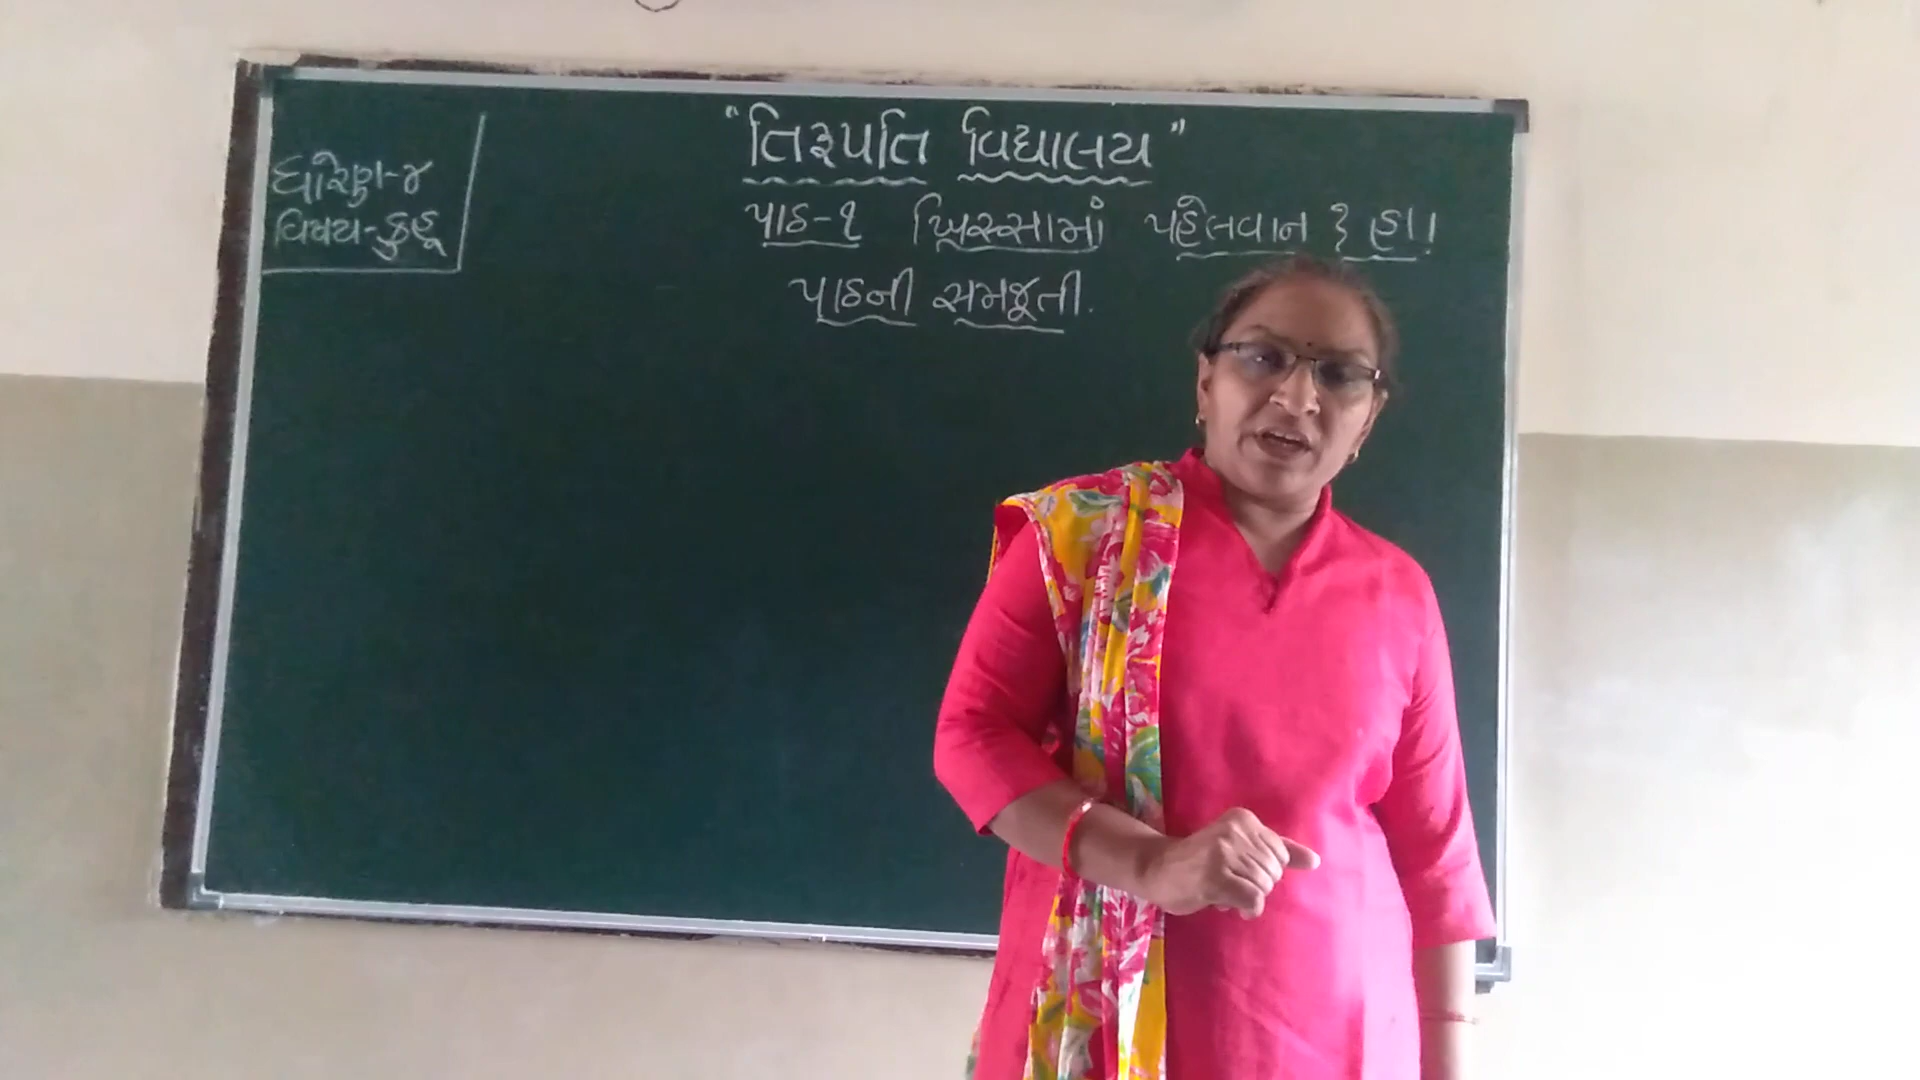 "તિરૂપતિ વિદ્યાલય"
ધોરણ-૪
વિષય-કુહૂ
પાઠ-૧ ખિસ્સામાં પહેલવાન રે હા!
પાઠની સમજૂતી.